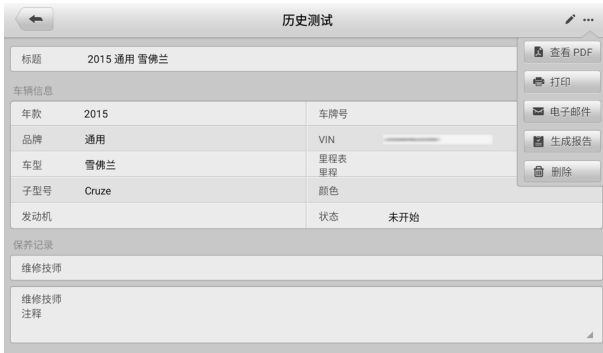 历史测试
标题 2015 通用 雪佛兰
查看 PDF
打印
电子邮件
生成报告
删除
车辆信息
年款 2015 车牌号
品牌 通用 VIN
车型 雪佛兰 里程表
里程
子型号 Cruze 颜色
发动机 状态 未开始
保养记录
维修技师
维修技师
注释